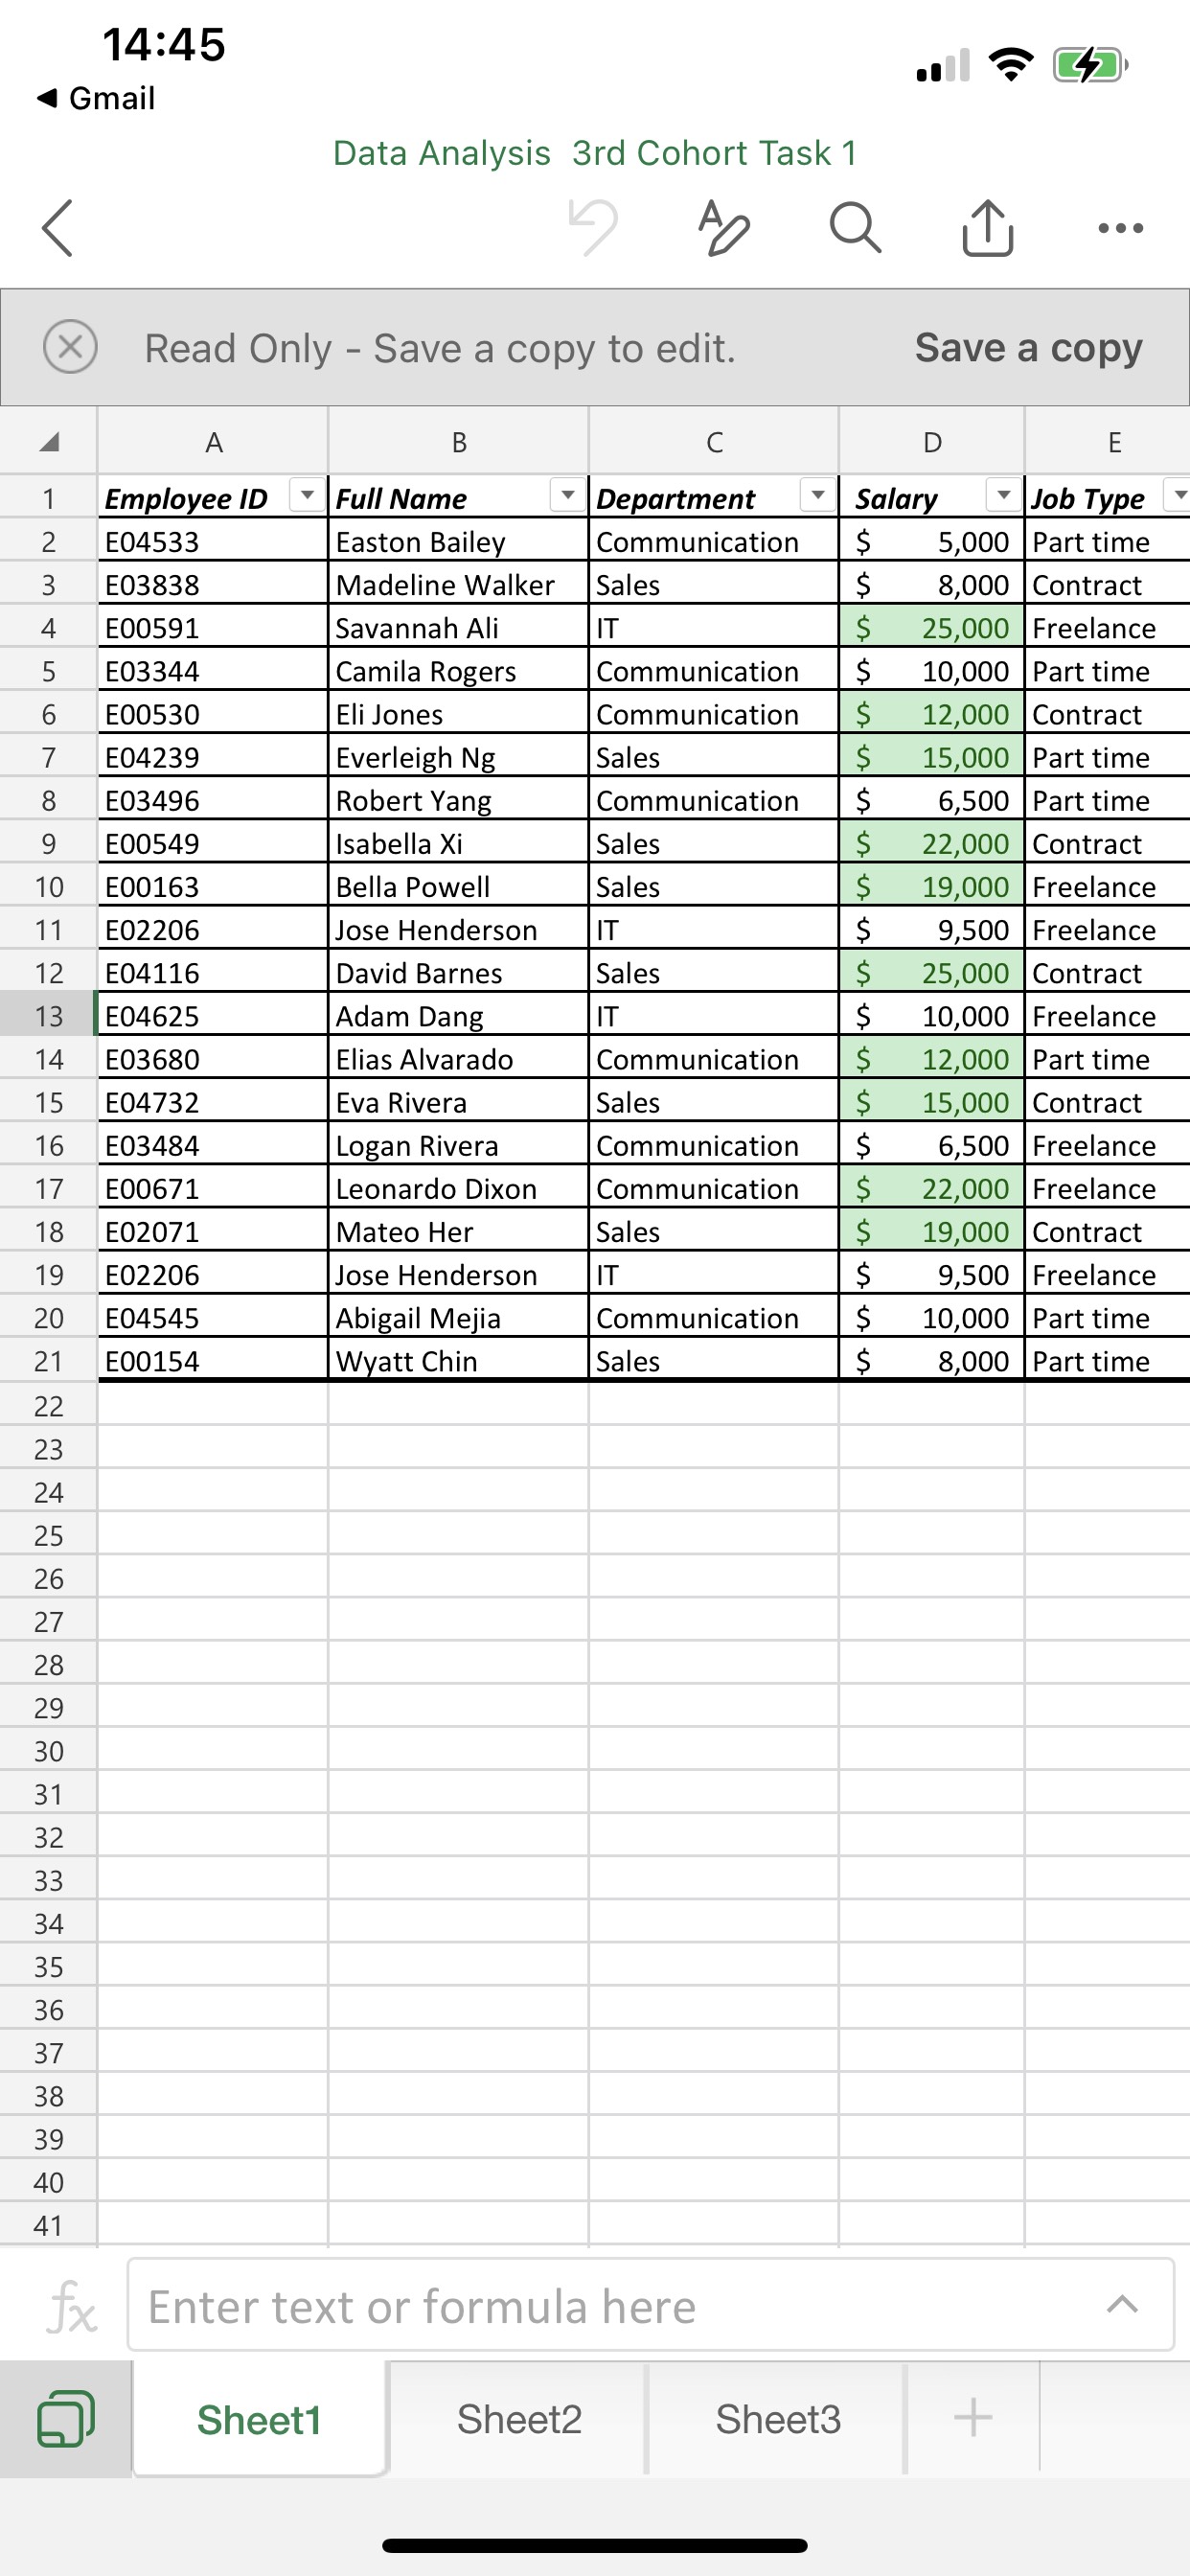 14:45
◀ Gmail
Data Analysis 3rd Cohort Task 1
Read Only - Save a copy to edit. Save a copy
A B C D E
1 Employee ID Full Name Department Salary Job Type
2 E04533 Easton Bailey Communication $ 5,000 Part time
3 E03838 Madeline Walker Sales $ 8,000 Contract
4 E00591 Savannah Ali IT $ 25,000 Freelance
5 E03344 Camila Rogers Communication $ 10,000 Part time
6 E00530 Eli Jones Communication $ 12,000 Contract
7 E04239 Everleigh Ng Sales $ 15,000 Part time
8 E03496 Robert Yang Communication $ 6,500 Part time
9 E00549 Isabella Xi Sales $ 22,000 Contract
10 E00163 Bella Powell Sales $ 19,000 Freelance
11 E02206 Jose Henderson IT $ 9,500 Freelance
12 E04116 David Barnes Sales $ 25,000 Contract
13 E04625 Adam Dang IT $ 10,000 Freelance
14 E03680 Elias Alvarado Communication $ 12,000 Part time
15 E04732 Eva Rivera Sales $ 15,000 Contract
16 E03484 Logan Rivera Communication $ 6,500 Freelance
17 E00671 Leonardo Dixon Communication $ 22,000 Freelance
18 E02071 Mateo Her Sales $ 19,000 Contract
19 E02206 Jose Henderson IT $ 9,500 Freelance
20 E04545 Abigail Mejia Communication $ 10,000 Part time
21 E00154 Wyatt Chin Sales $ 8,000 Part time
22
23
24
25
26
27
28
29
30
31
32
33
34
35
36
37
38
39
40
41
fx Enter text or formula here
Sheet1 Sheet2 Sheet3 +